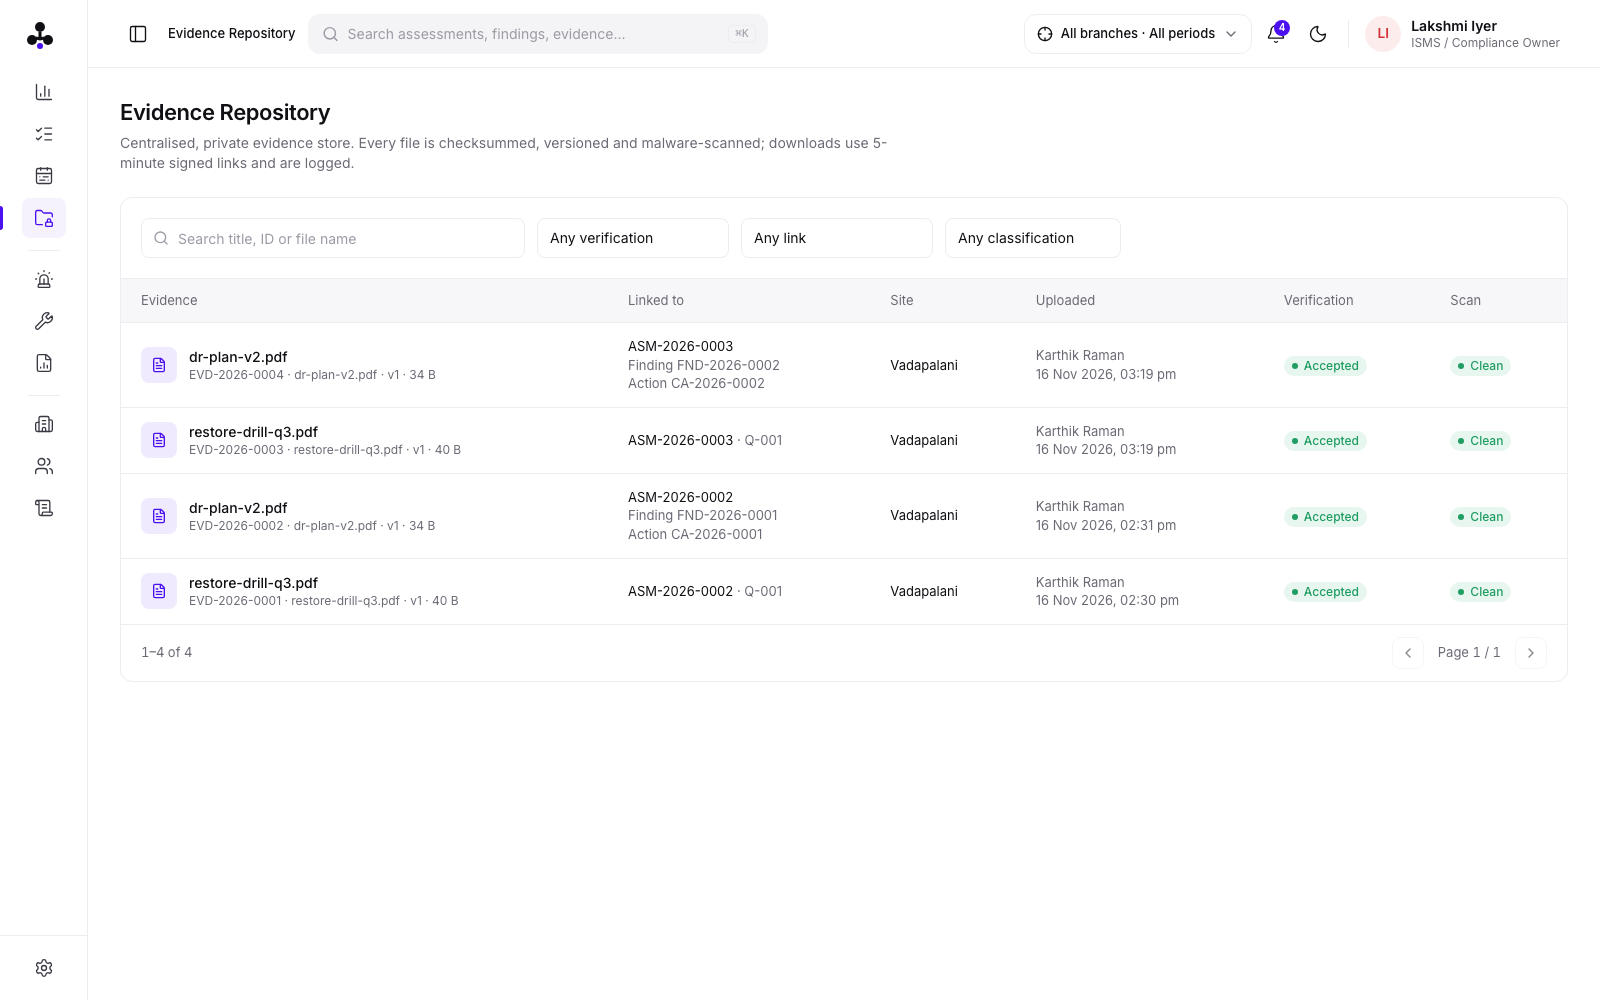 Evidence Repository
Search assessments, findings, evidence...
⌘K
All branches · All periods
4
LI
Lakshmi Iyer
ISMS / Compliance Owner
Evidence Repository
Centralised, private evidence store. Every file is checksummed, versioned and malware-scanned; downloads use 5-
minute signed links and are logged.
Search title, ID or file name
Any verification
Any link
Any classification
Evidence
Linked to
Site
Uploaded
Verification
Scan
dr-plan-v2.pdf
EVD-2026-0004 · dr-plan-v2.pdf · v1 · 34 B
ASM-2026-0003
Finding FND-2026-0002
Action CA-2026-0002
Vadapalani
Karthik Raman
16 Nov 2026, 03:19 pm
Accepted
Clean
restore-drill-q3.pdf
EVD-2026-0003 · restore-drill-q3.pdf · v1 · 40 B
ASM-2026-0003 · Q-001
Vadapalani
Karthik Raman
16 Nov 2026, 03:19 pm
Accepted
Clean
dr-plan-v2.pdf
EVD-2026-0002 · dr-plan-v2.pdf · v1 · 34 B
ASM-2026-0002
Finding FND-2026-0001
Action CA-2026-0001
Vadapalani
Karthik Raman
16 Nov 2026, 02:31 pm
Accepted
Clean
restore-drill-q3.pdf
EVD-2026-0001 · restore-drill-q3.pdf · v1 · 40 B
ASM-2026-0002 · Q-001
Vadapalani
Karthik Raman
16 Nov 2026, 02:30 pm
Accepted
Clean
1–4 of 4
Page 1 / 1